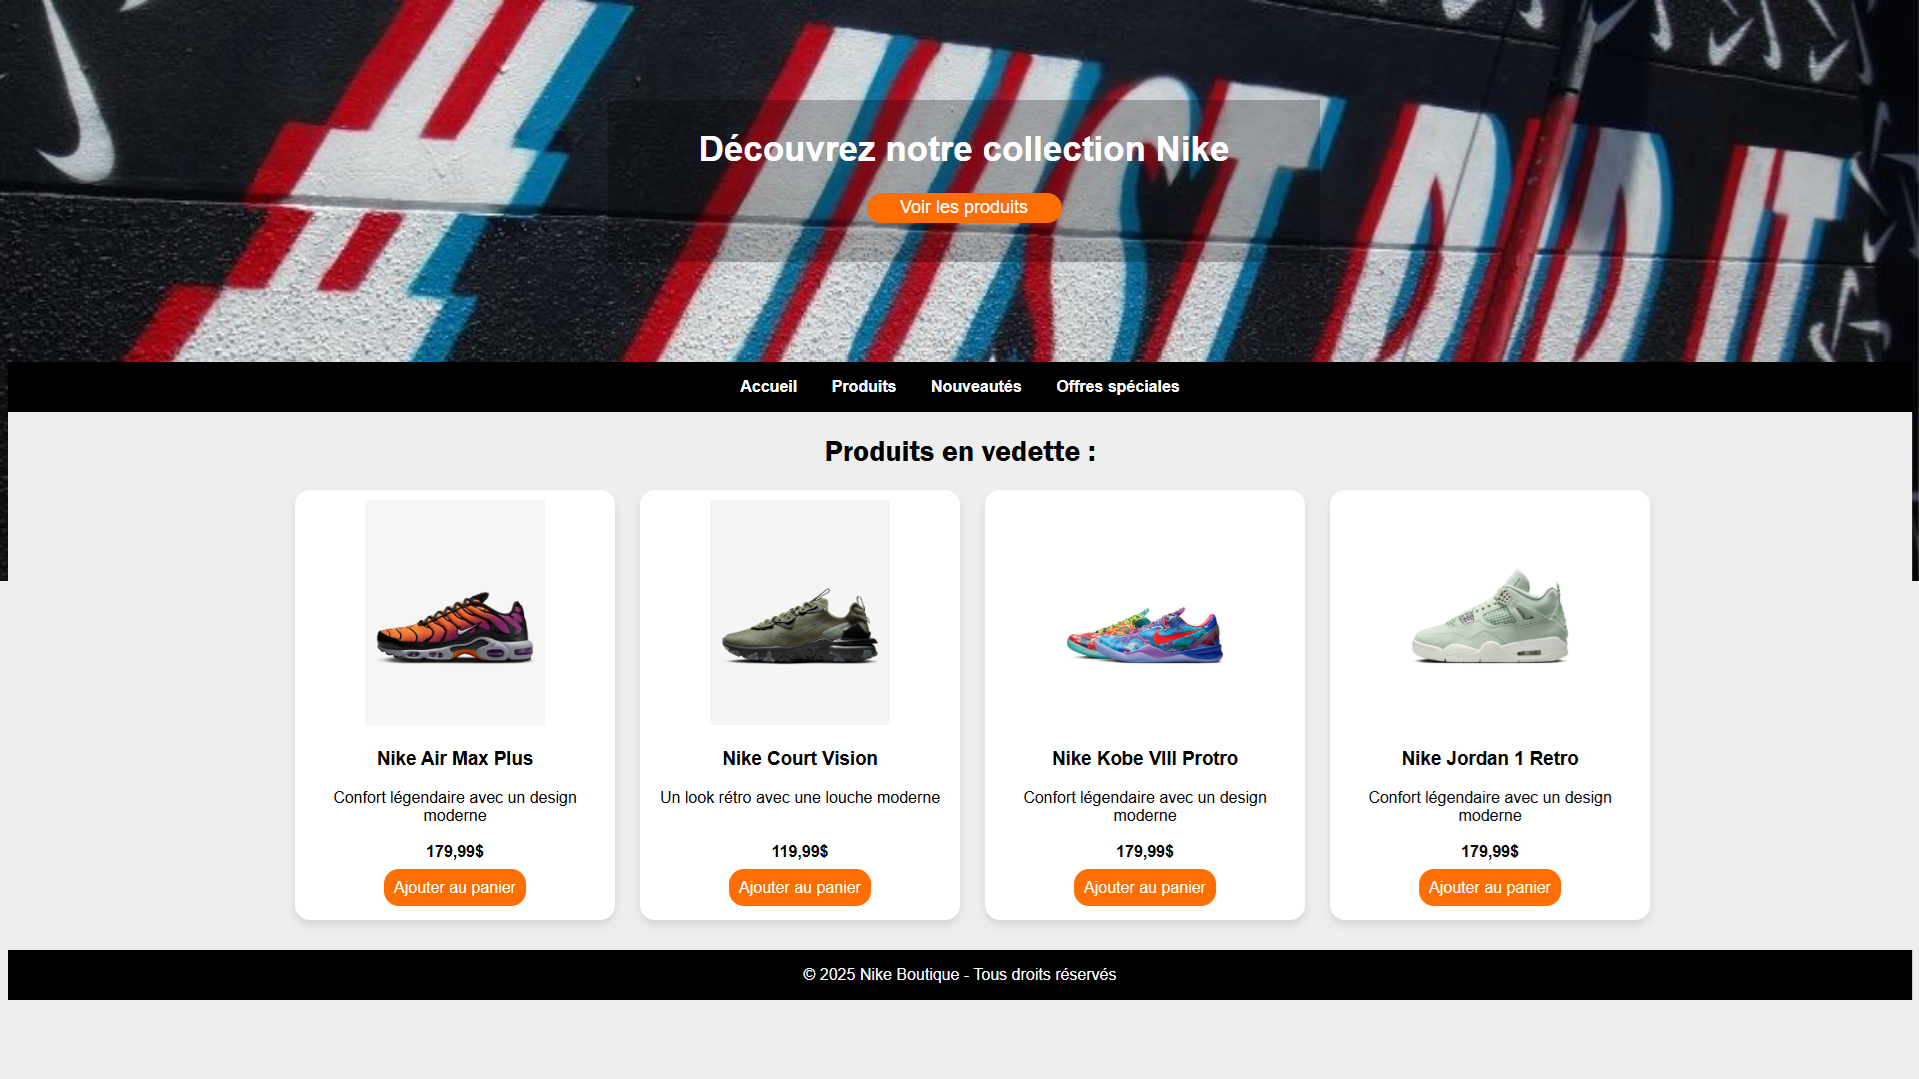 # JUST DID IT
Découvrez notre collection Nike
Voir les produits
Accueil Produits Nouveautés Offres spéciales
Produits en vedette :
Nike Air Max Plus
Confort légendaire avec un design
moderne
179,99$
Ajouter au panier
Nike Court Vision
Un look rétro avec une louche moderne
119,99$
Ajouter au panier
Nike Kobe VIII Protro
Confort légendaire avec un design
moderne
179,99$
Ajouter au panier
Nike Jordan 1 Retro
Confort légendaire avec un design
moderne
179,99$
Ajouter au panier
© 2025 Nike Boutique - Tous droits réservés